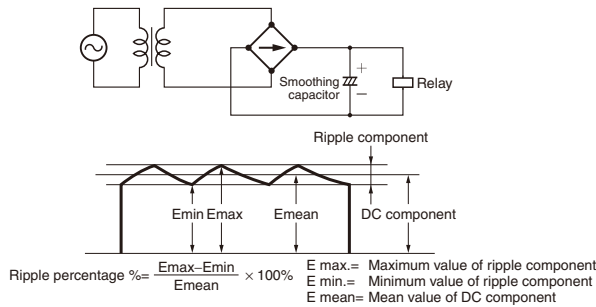 +
Smoothing
capacitor
−
Relay
Ripple component
Emin Emax
Emean
DC component
Ripple percentage %= Emax−Emin / Emean × 100%
E max.= Maximum value of ripple component
E min.= Minimum value of ripple component
E mean= Mean value of DC component